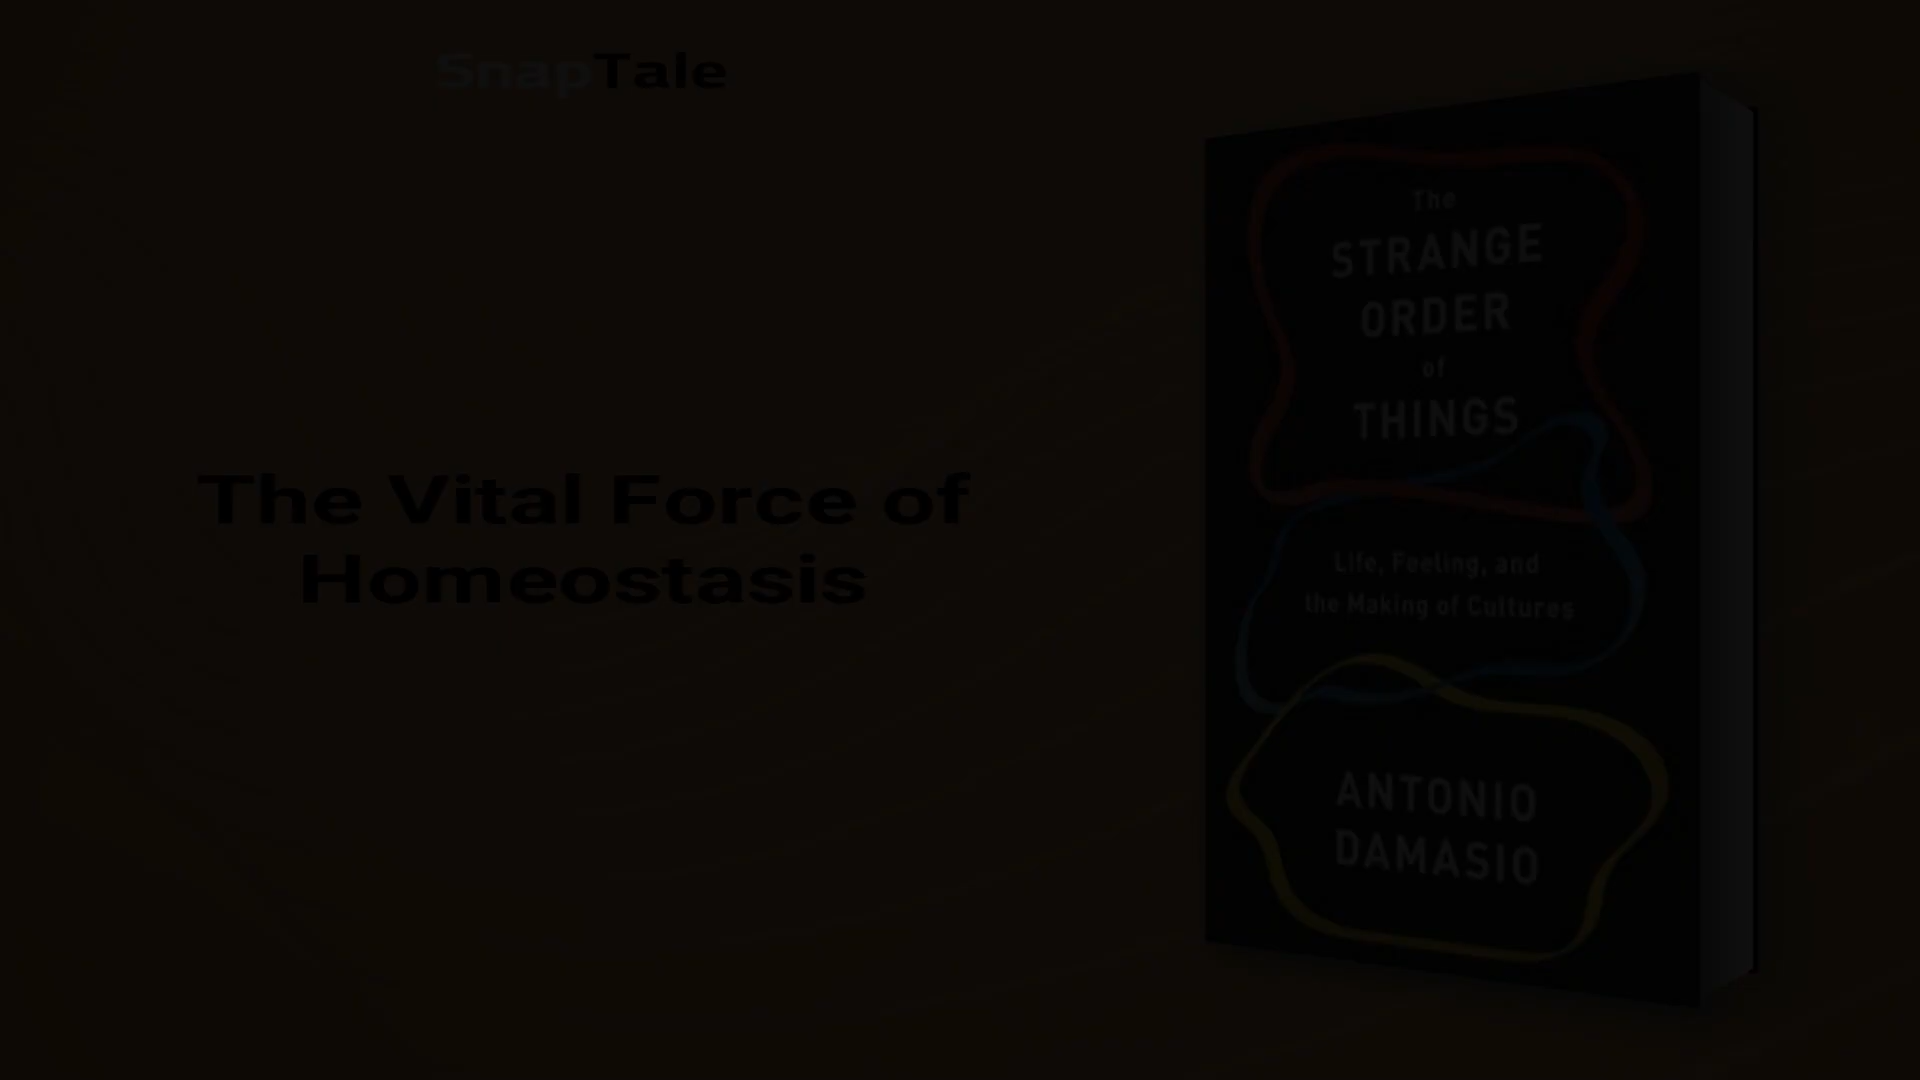 SnapTale
The Vital Force of
Homeostasis
The
STRANGE
ORDER
of
THINGS
Life, Feeling, and
the Making of Cultures
ANTONIO
DAMASIO